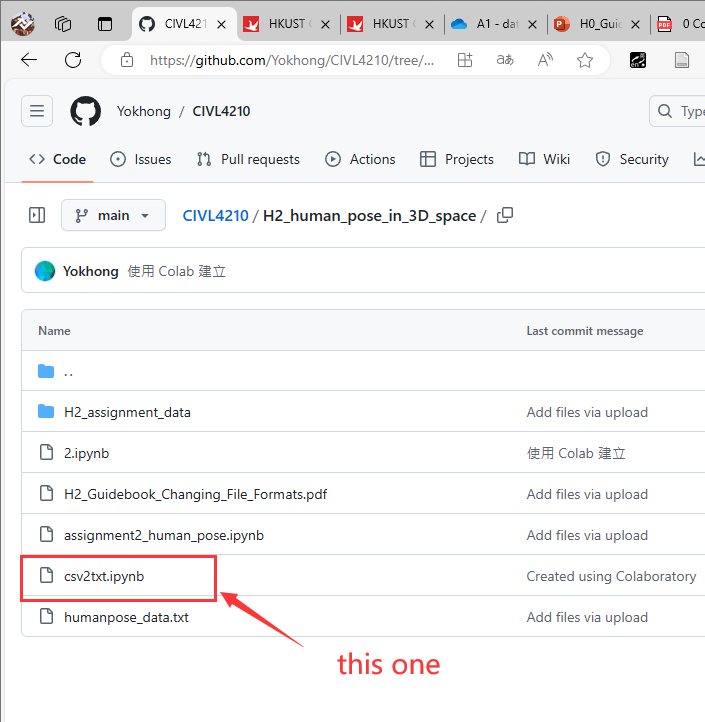 CIVL421
HKUST
HKUST
A1 - dat
H0_Guid
0 Co
https://github.com/Yokhong/CIVL4210/tree/...
Yokhong / CIVL4210
Type
Code
Issues
Pull requests
Actions
Projects
Wiki
Security
main
CIVL4210 / H2_human_pose_in_3D_space /
Yokhong 使用 Colab 建立
Name Last commit message
..
H2_assignment_data Add files via upload
2.ipynb 使用 Colab 建立
H2_Guidebook_Changing_File_Formats.pdf Add files via upload
assignment2_human_pose.ipynb Add files via upload
csv2txt.ipynb Created using Colaboratory
humanpose_data.txt Add files via upload
this one